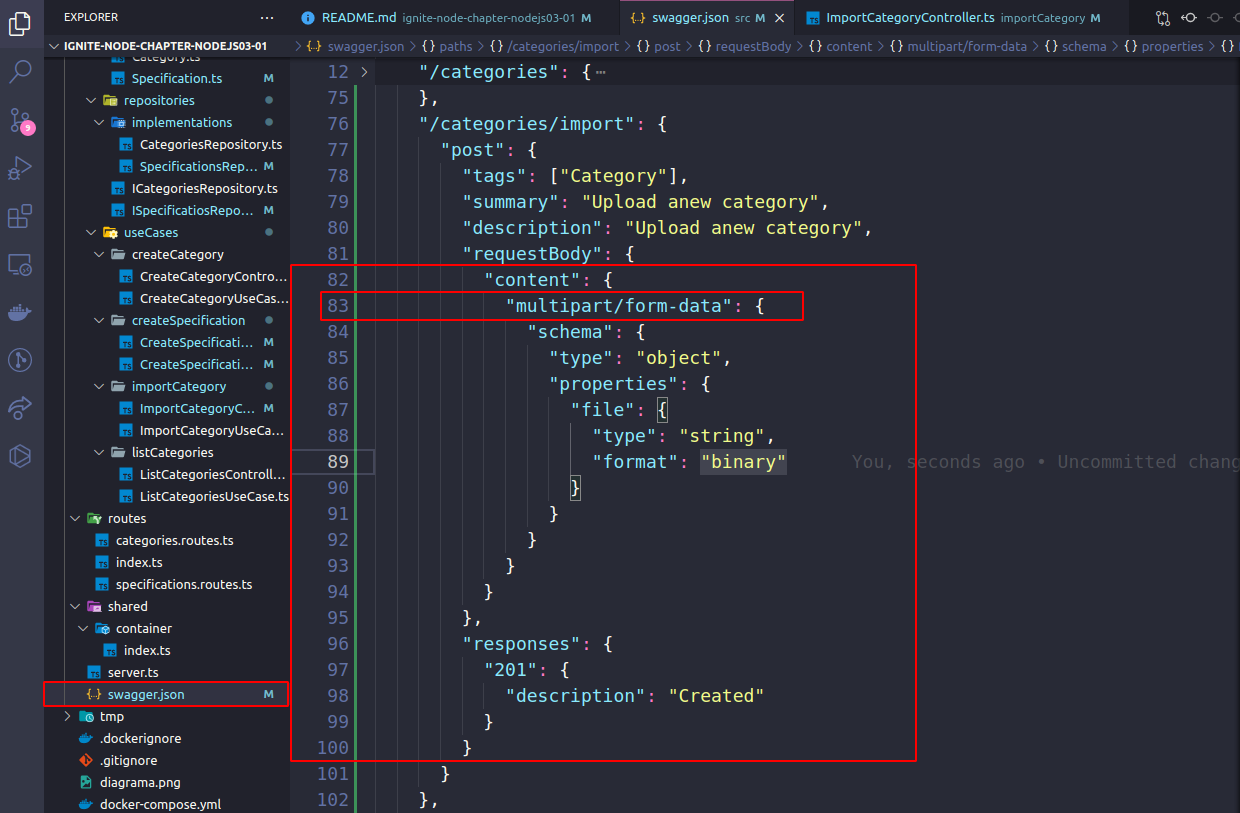 EXPLORER
README.md ignite-node-chapter-nodejs03-01 M
{..} swagger.json src M
TS ImportCategoryController.ts importCategory M
IGNITE-NODE-CHAPTER-NODEJS03-01
{..} swagger.json > {} paths > {} /categories/import > {} post > {} requestBody > {} content > {} multipart/form-data > {} schema > {} properties > {}
Category.ts
Specification.ts M
repositories
implementations
CategoriesRepository.ts
SpecificationsRep... M
ICategoriesRepository.ts
ISpecificatiosRepo... M
useCases
createCategory
CreateCategoryContro...
CreateCategoryUseCas...
createSpecification
CreateSpecificati... M
CreateSpecificati... M
importCategory
ImportCategoryC... M
ImportCategoryUseCa...
listCategories
ListCategoriesControll...
ListCategoriesUseCase.ts
routes
categories.routes.ts
index.ts
specifications.routes.ts
shared
container
index.ts
server.ts
{..} swagger.json M
tmp
.dockerignore
.gitignore
diagrama.png
docker-compose.yml
9
12 > "/categories": {…
75 },
76 "/categories/import": {
77 "post": {
78 "tags": ["Category"],
79 "summary": "Upload anew category",
80 "description": "Upload anew category",
81 "requestBody": {
82 "content": {
83 "multipart/form-data": {
84 "schema": {
85 "type": "object",
86 "properties": {
87 "file": {
88 "type": "string",
89 "format": "binary" You, seconds ago • Uncommitted chang
90 }
91 }
92 }
93 }
94 }
95 },
96 "responses": {
97 "201": {
98 "description": "Created"
99 }
100 }
101 }
102 },